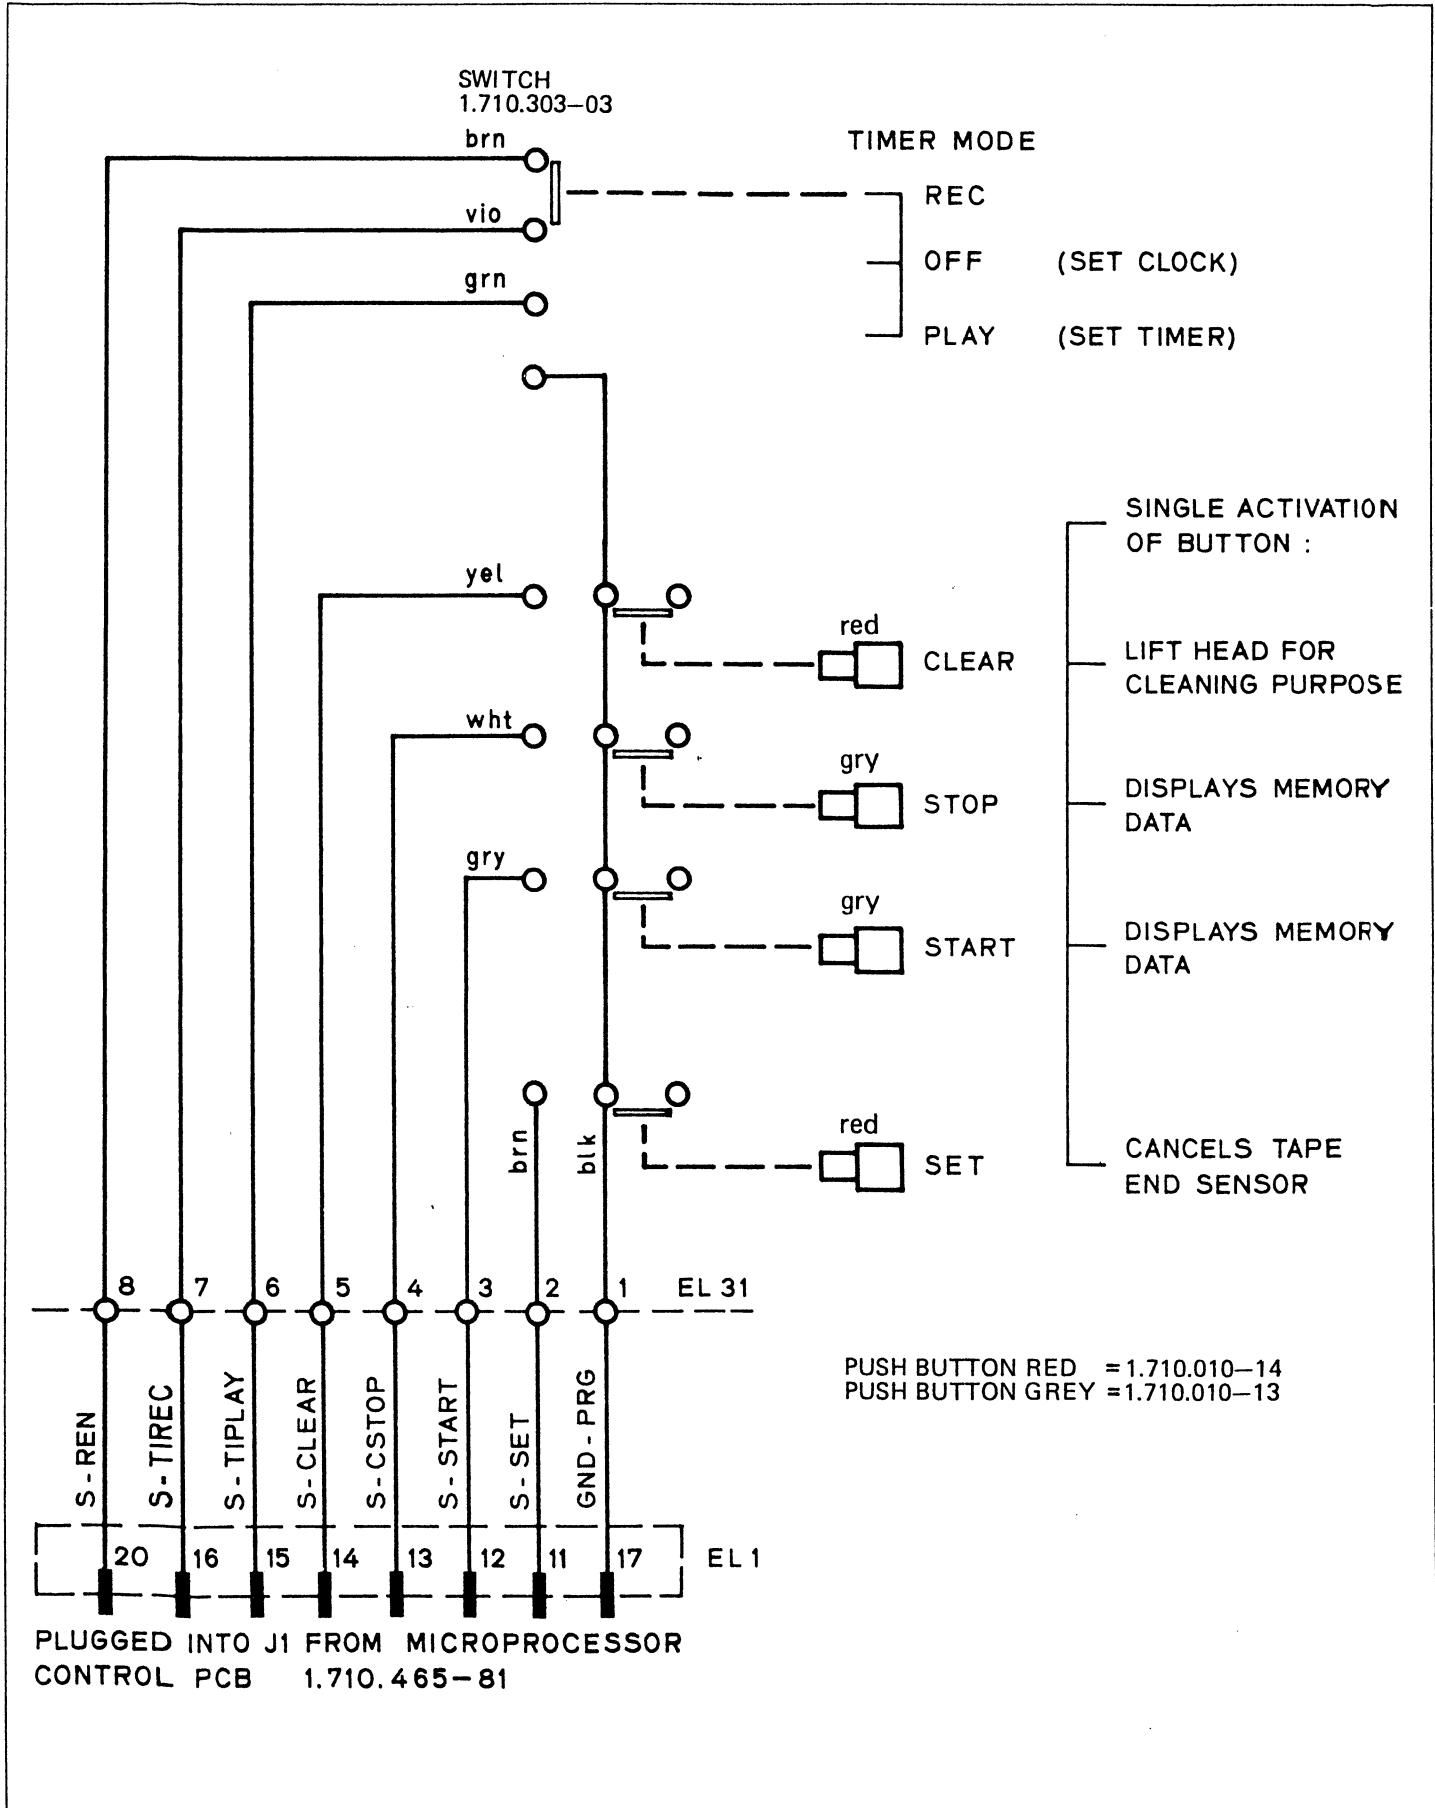 SWITCH
1.710.303-03
brn
TIMER MODE
REC
vio
OFF (SET CLOCK)
grn
PLAY (SET TIMER)
SINGLE ACTIVATION
OF BUTTON :
yel
red
CLEAR
LIFT HEAD FOR
CLEANING PURPOSE
wht
gry
STOP
DISPLAYS MEMORY
DATA
gry
gry
START
DISPLAYS MEMORY
DATA
brn
blk
red
SET
CANCELS TAPE
END SENSOR
8 7 6 5 4 3 2 1 EL 31
PUSH BUTTON RED =1.710.010-14
PUSH BUTTON GREY =1.710.010-13
S-REN
S-TIREC
S-TIPLAY
S-CLEAR
S-CSTOP
S-START
S-SET
GND-PRG
20 16 15 14 13 12 11 17 EL 1
PLUGGED INTO J1 FROM MICROPROCESSOR
CONTROL PCB 1.710.465-81